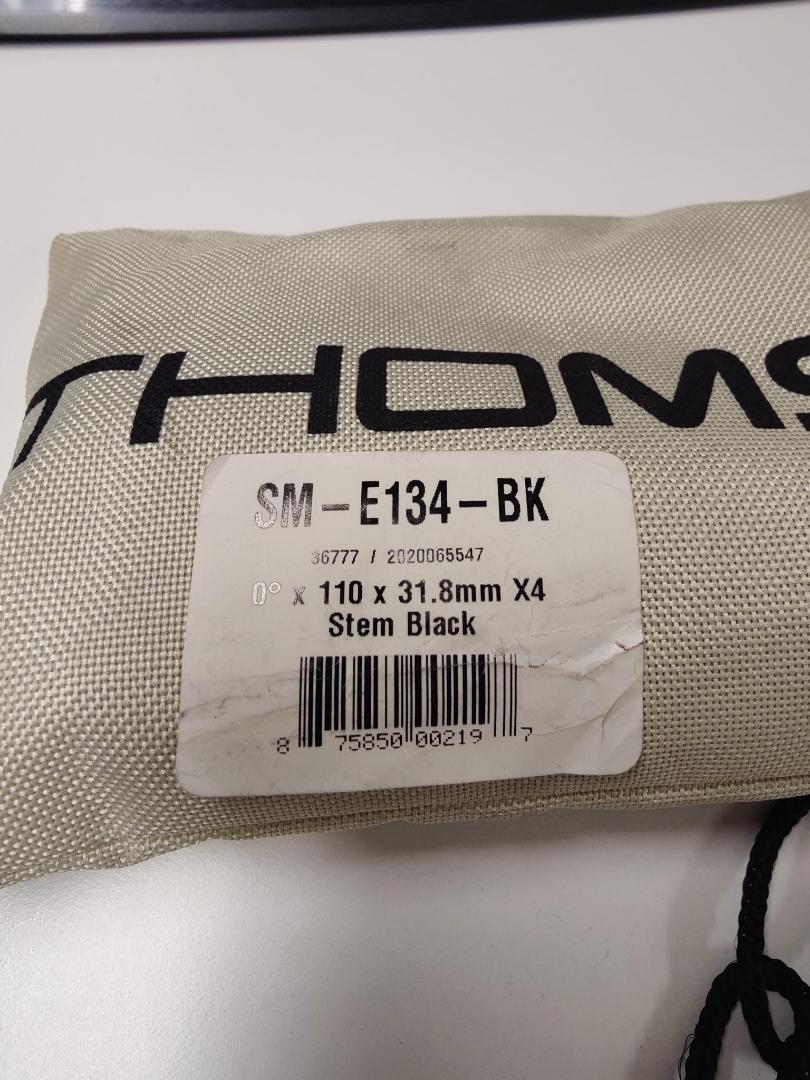 THOMS
SM-E134-BK
36777 / 2020065547
0° x 110 x 31.8mm X4
Stem Black
8 75850 00219 7